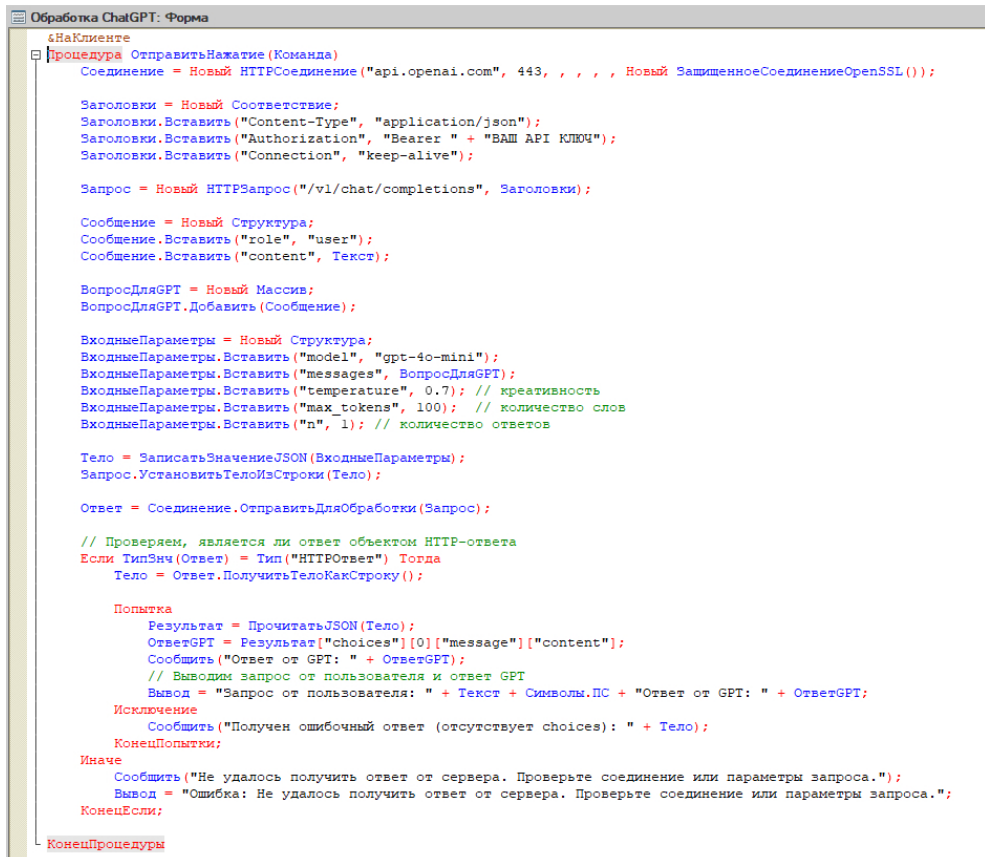 Обработка ChatGPT: Форма
&НаКлиенте
Процедура ОтправитьНажатие(Команда)
Соединение = Новый HTTPСоединение("api.openai.com", 443, , , , , Новый ЗащищенноеСоединениеOpenSSL());
Заголовки = Новый Соответствие;
Заголовки.Вставить("Content-Type", "application/json");
Заголовки.Вставить("Authorization", "Bearer " + "ВАШ API КЛЮЧ");
Заголовки.Вставить("Connection", "keep-alive");
Запрос = Новый HTTPЗапрос("/v1/chat/completions", Заголовки);
Сообщение = Новый Структура;
Сообщение.Вставить("role", "user");
Сообщение.Вставить("content", Текст);
ВопросДляGPT = Новый Массив;
ВопросДляGPT.Добавить(Сообщение);
ВходныеПараметры = Новый Структура;
ВходныеПараметры.Вставить("model", "gpt-4o-mini");
ВходныеПараметры.Вставить("messages", ВопросДляGPT);
ВходныеПараметры.Вставить("temperature", 0.7); // креативность
ВходныеПараметры.Вставить("max_tokens", 100);  // количество слов
ВходныеПараметры.Вставить("n", 1); // количество ответов
Тело = ЗаписатьЗначениеJSON(ВходныеПараметры);
Запрос.УстановитьТелоИзСтроки(Тело);
Ответ = Соединение.ОтправитьДляОбработки(Запрос);
// Проверяем, является ли ответ объектом HTTP-ответа
Если ТипЗнч(Ответ) = Тип("HTTPОтвет") Тогда
Тело = Ответ.ПолучитьТелоКакСтроку();
Попытка
Результат = ПрочитатьJSON(Тело);
ОтветGPT = Результат["choices"][0]["message"]["content"];
Сообщить("Ответ от GPT: " + ОтветGPT);
// Выводим запрос от пользователя и ответ GPT
Вывод = "Запрос от пользователя: " + Текст + Символы.ПС + "Ответ от GPT: " + ОтветGPT;
Исключение
Сообщить("Получен ошибочный ответ (отсутствует choices): " + Тело);
КонецПопытки;
Иначе
Сообщить("Не удалось получить ответ от сервера. Проверьте соединение или параметры запроса.");
Вывод = "Ошибка: Не удалось получить ответ от сервера. Проверьте соединение или параметры запроса.";
КонецЕсли;
КонецПроцедуры